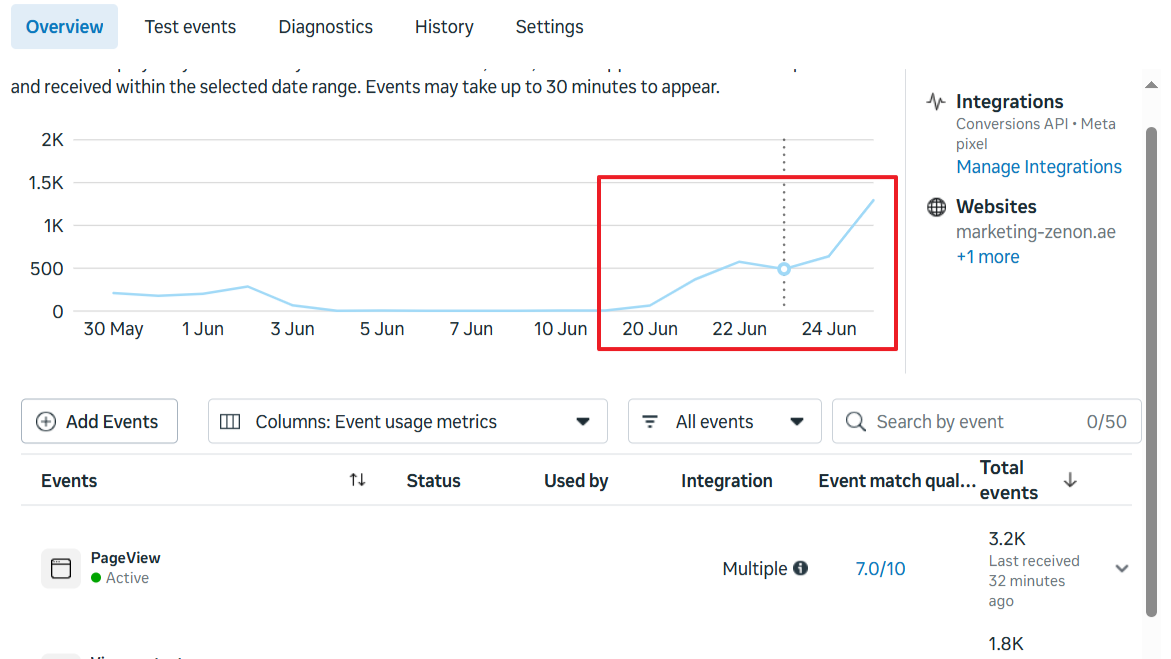 Overview Test events Diagnostics History Settings
and received within the selected date range. Events may take up to 30 minutes to appear.
2K
1.5K
1K
500
0
30 May 1 Jun 3 Jun 5 Jun 7 Jun 10 Jun 20 Jun 22 Jun 24 Jun
Integrations
Conversions API • Meta
pixel
Manage Integrations
Websites
marketing-zenon.ae
+1 more
Add Events Columns: Event usage metrics All events Search by event 0/50
Events Status Used by Integration Event match qual... Total
events
PageView
Active
Multiple 7.0/10
3.2K
Last received
32 minutes
ago
1.8K